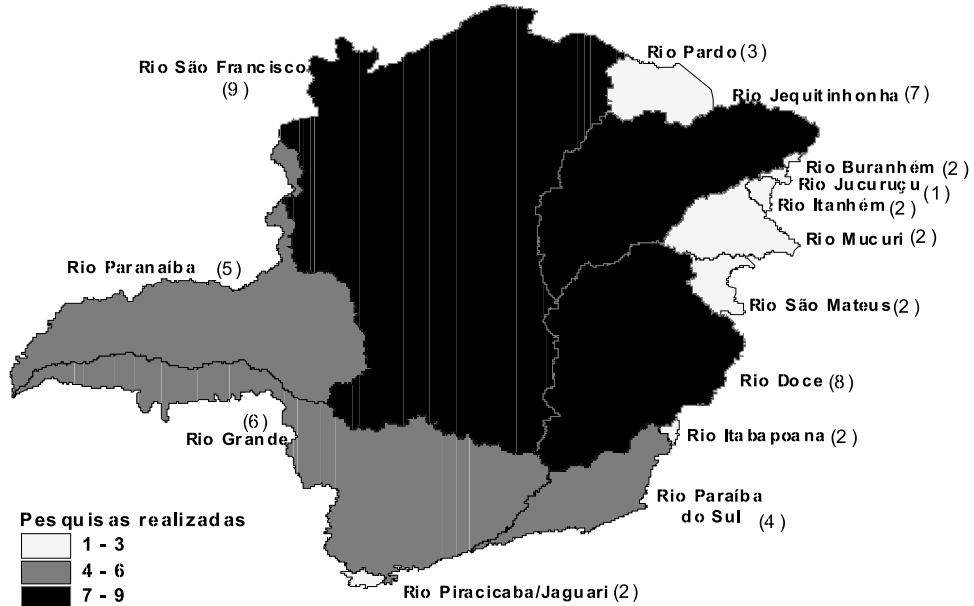 Rio Pardo (3)
Rio São Francisco
(9)
Rio Jequitinhonha (7)
Rio Buranhém (2)
Rio Jucuruçu (1)
Rio Itanhém (2)
Rio Mucuri (2)
Rio Paranaíba (5)
Rio São Mateus (2)
Rio Doce (8)
(6)
Rio Grande
Rio Itabapoana (2)
Rio Paraíba
do Sul (4)
Pesquisas realizadas
1 - 3
4 - 6
7 - 9
Rio Piracicaba/Jaguari (2)